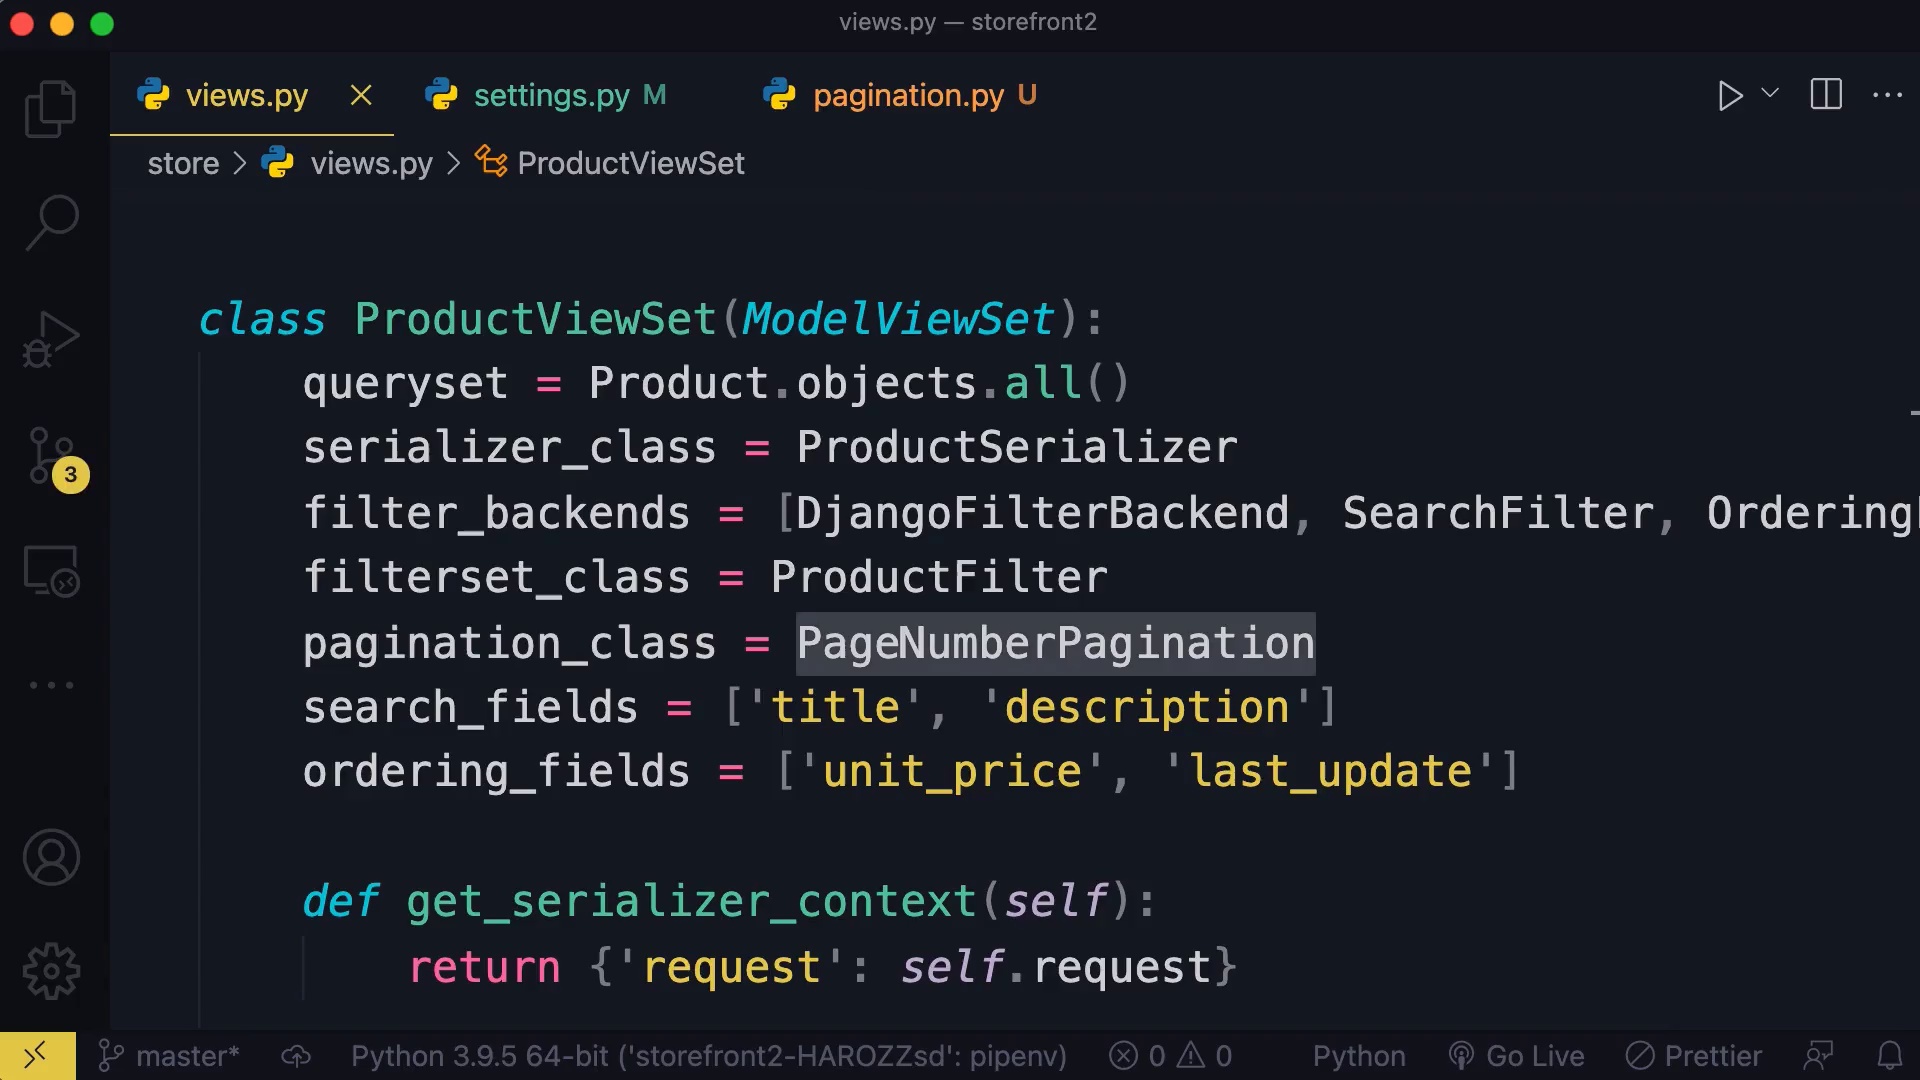 views.py — storefront2
views.py settings.py M pagination.py U
store > views.py > ProductViewSet
class ProductViewSet(ModelViewSet):
queryset = Product.objects.all()
serializer_class = ProductSerializer
filter_backends = [DjangoFilterBackend, SearchFilter, Ordering
filterset_class = ProductFilter
pagination_class = PageNumberPagination
search_fields = ['title', 'description']
ordering_fields = ['unit_price', 'last_update']
def get_serializer_context(self):
return {'request': self.request}
3
master* Python 3.9.5 64-bit ('storefront2-HAROZZsd': pipenv) 0 0 Python Go Live Prettier